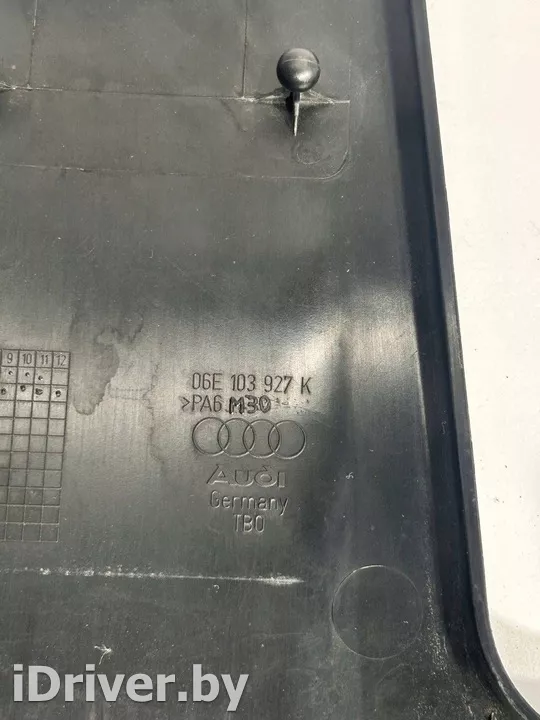 9 10 11 12
06E 103 927 K
>PA6 M30
Audi
Germany
TBO
iDriver.by